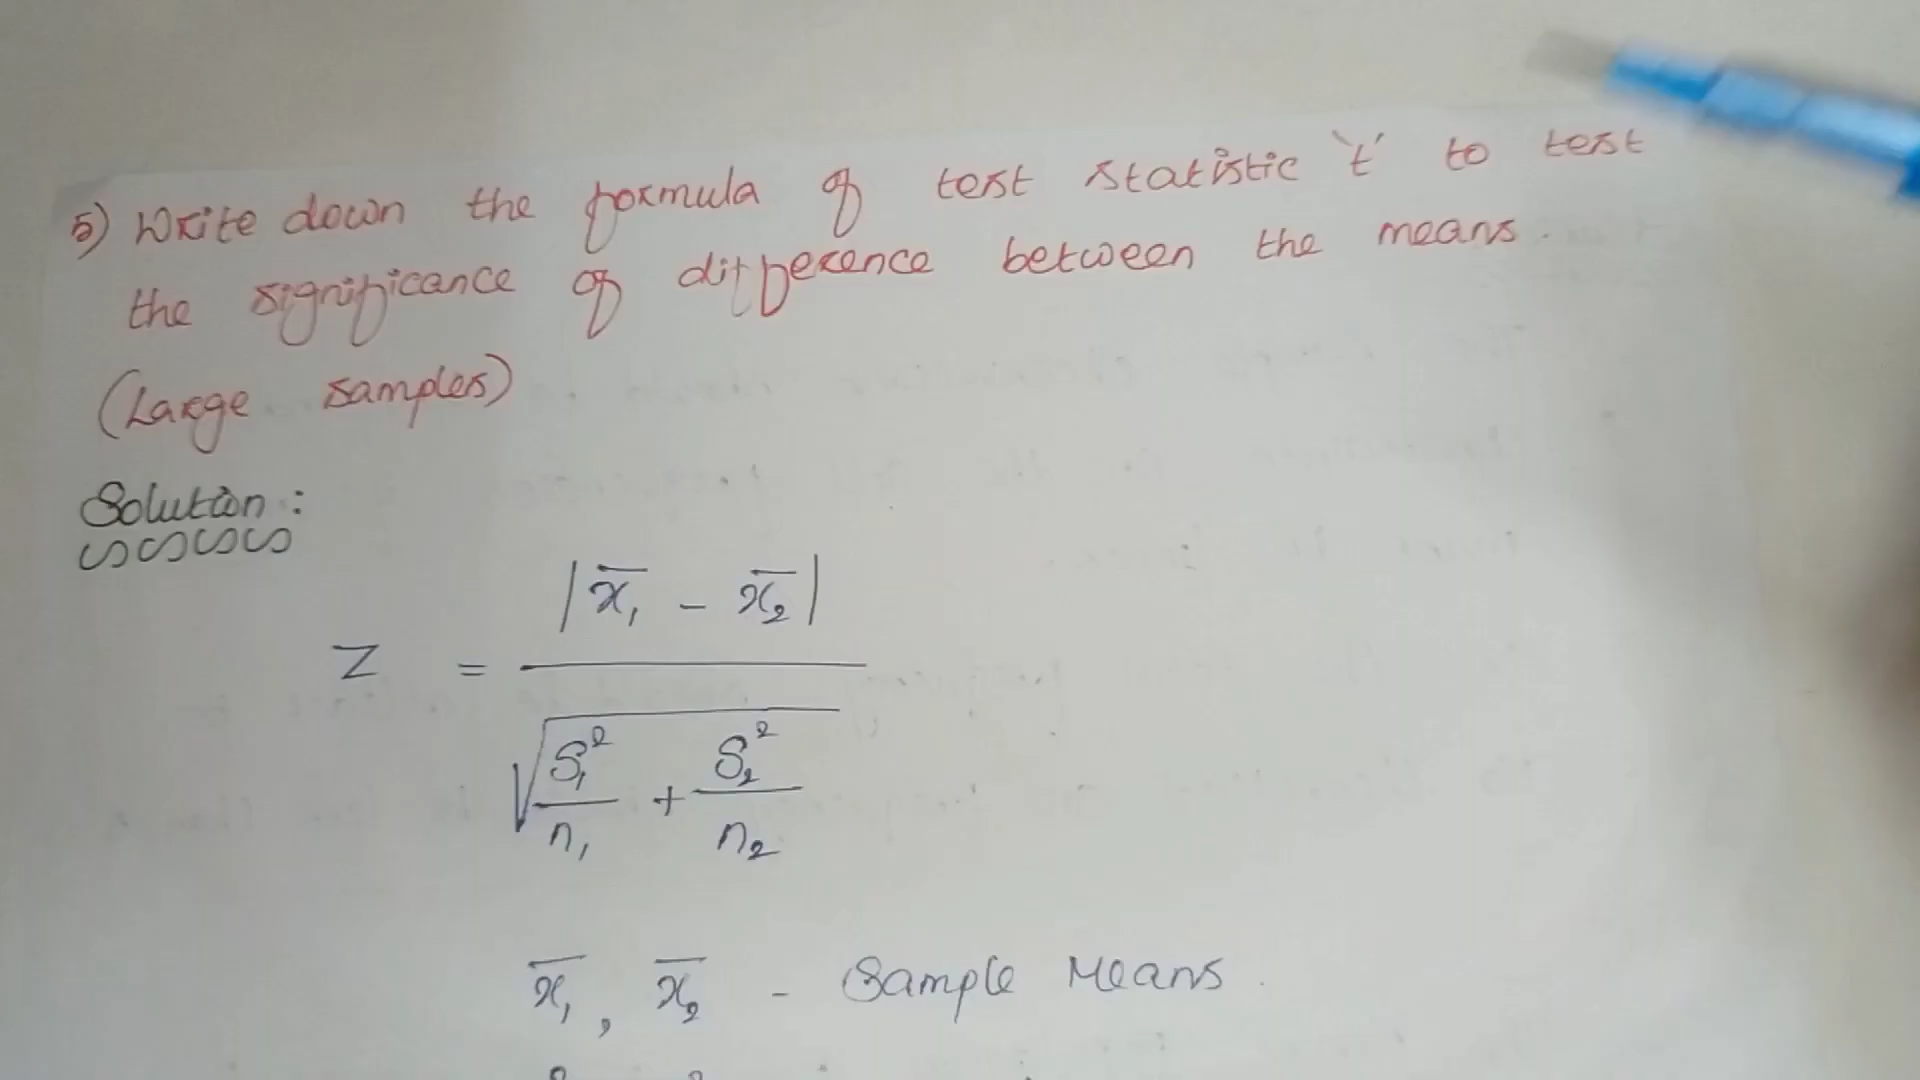 5) Write down the formula of test statistic 't' to test
the significance of difference between the means.
(Large samples)
Solution :
Z = |x̄₁ - x̄₂| / √(S₁²/n₁ + S₂²/n₂)
x̄₁, x̄₂ - Sample Means.